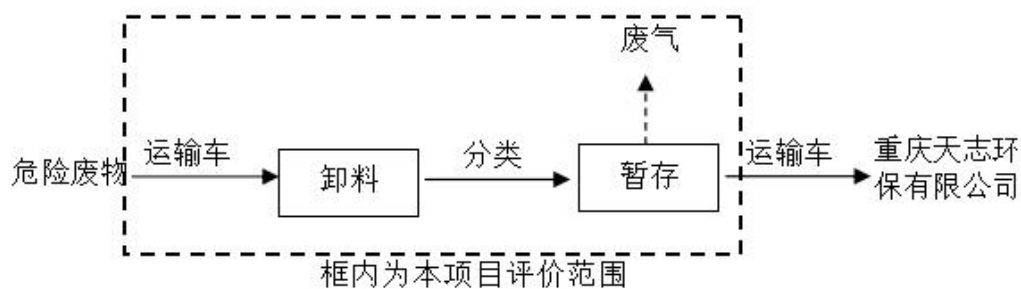 废气
危险废物
运输车
卸料
分类
暂存
运输车
重庆天志环
保有限公司
框内为本项目评价范围